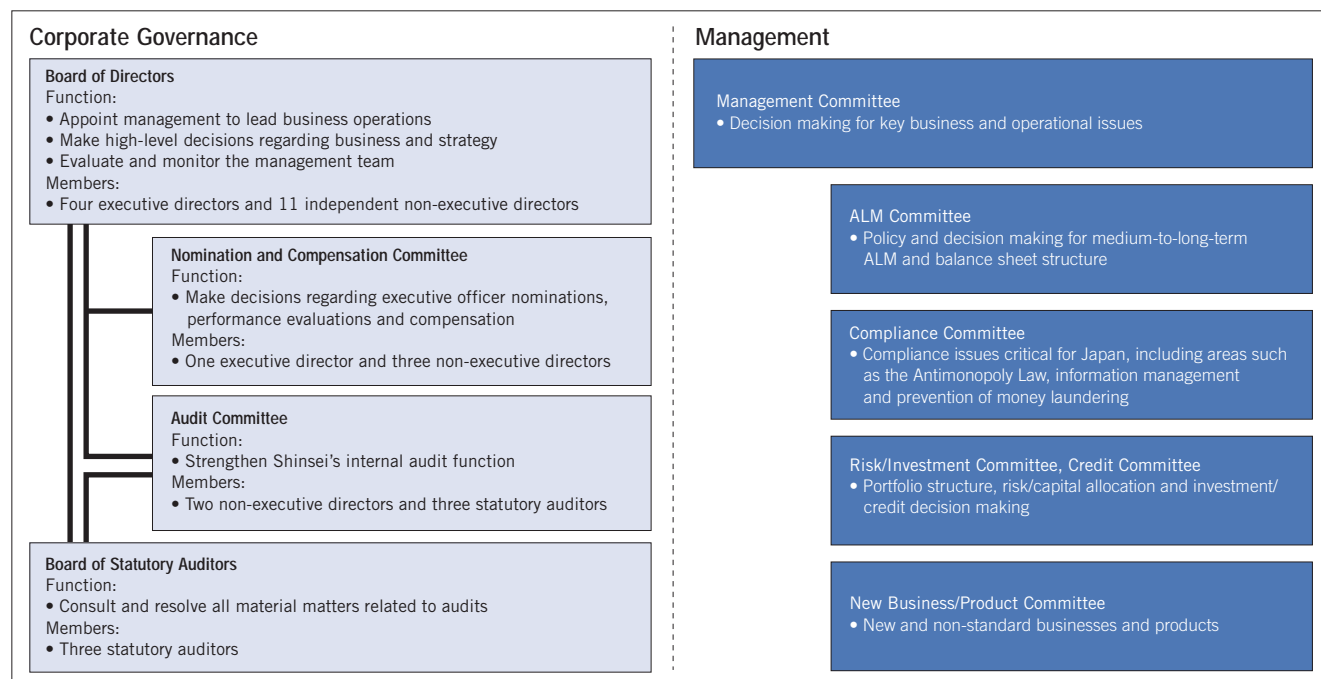 Corporate Governance
Board of Directors
Function:
• Appoint management to lead business operations
• Make high-level decisions regarding business and strategy
• Evaluate and monitor the management team
Members:
• Four executive directors and 11 independent non-executive directors
Nomination and Compensation Committee
Function:
• Make decisions regarding executive officer nominations,
performance evaluations and compensation
Members:
• One executive director and three non-executive directors
Audit Committee
Function:
• Strengthen Shinsei's internal audit function
Members:
• Two non-executive directors and three statutory auditors
Board of Statutory Auditors
Function:
• Consult and resolve all material matters related to audits
Members:
• Three statutory auditors
Management
Management Committee
• Decision making for key business and operational issues
ALM Committee
• Policy and decision making for medium-to-long-term
ALM and balance sheet structure
Compliance Committee
• Compliance issues critical for Japan, including areas such
as the Antimonopoly Law, information management
and prevention of money laundering
Risk/Investment Committee, Credit Committee
• Portfolio structure, risk/capital allocation and investment/
credit decision making
New Business/Product Committee
• New and non-standard businesses and products